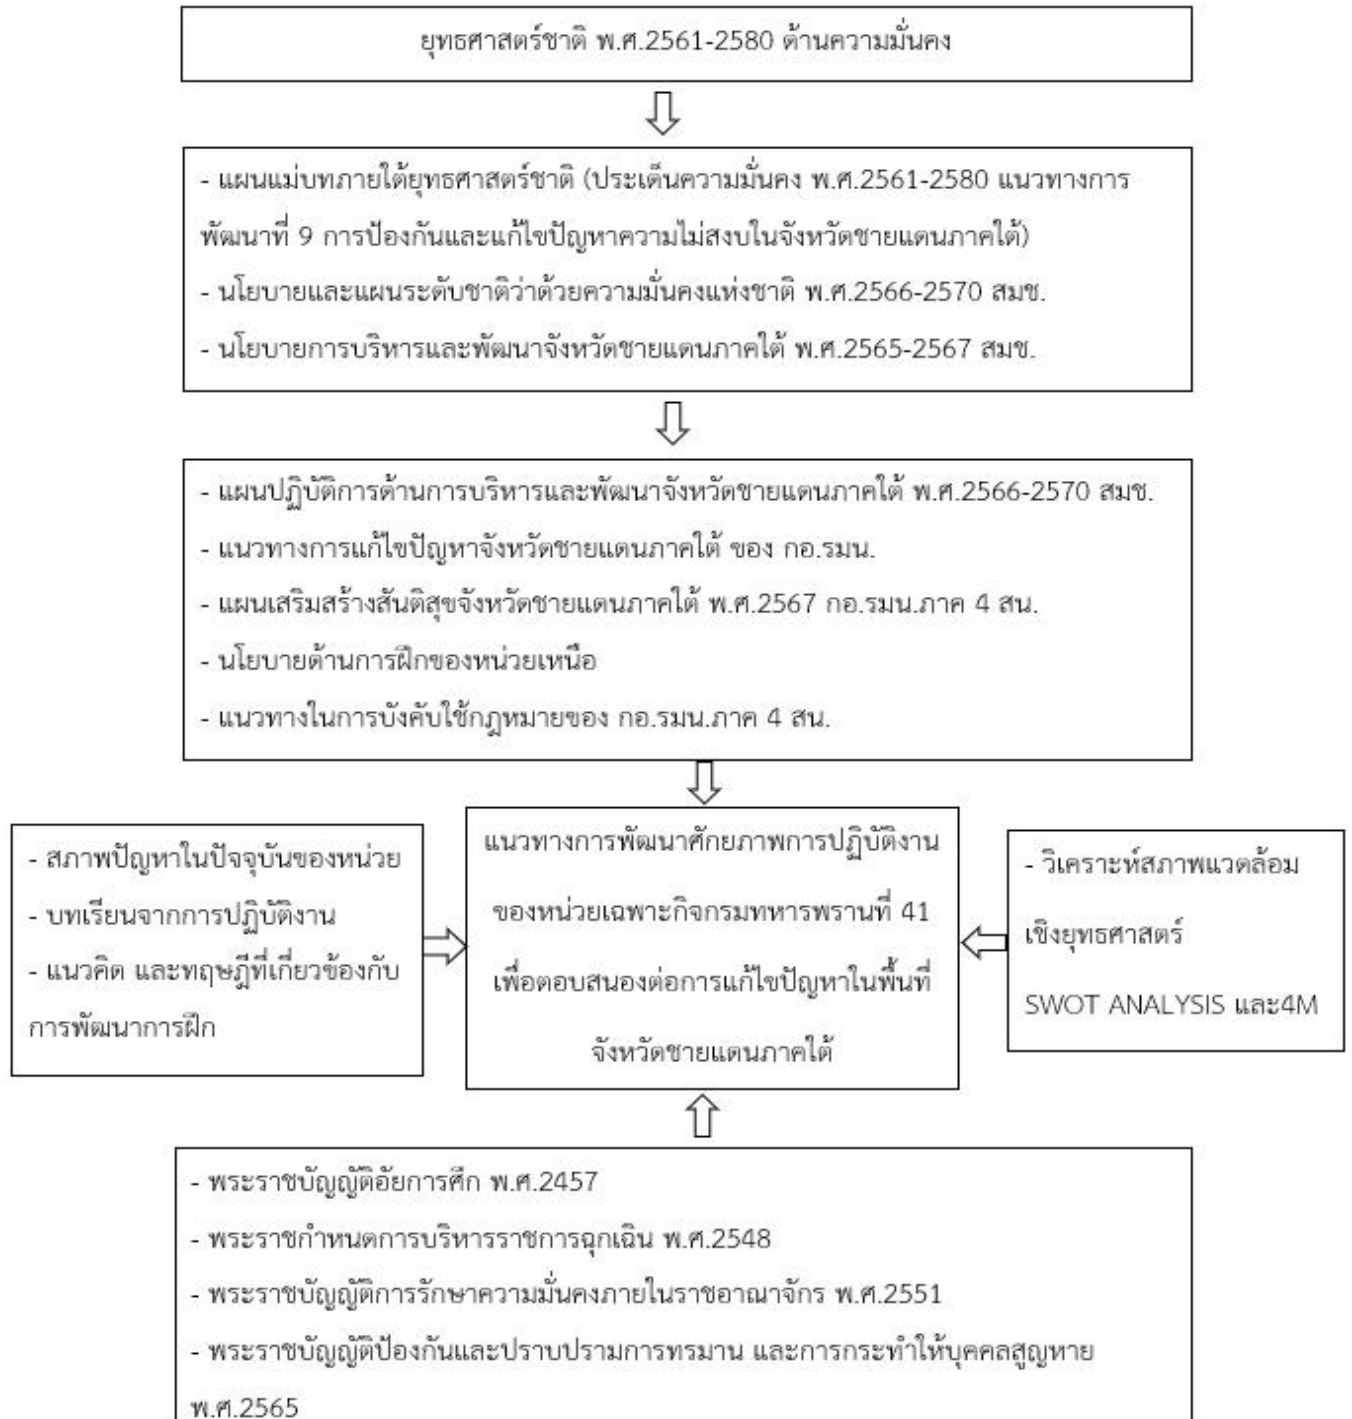 ยุทธศาสตร์ชาติ พ.ศ.2561-2580 ด้านความมั่นคง
- แผนแม่บทภายใต้ยุทธศาสตร์ชาติ (ประเด็นความมั่นคง พ.ศ.2561-2580 แนวทางการ
พัฒนาที่ 9 การป้องกันและแก้ไขปัญหาความไม่สงบในจังหวัดชายแดนภาคใต้)
- นโยบายและแผนระดับชาติว่าด้วยความมั่นคงแห่งชาติ พ.ศ.2566-2570 สมช.
- นโยบายการบริหารและพัฒนาจังหวัดชายแดนภาคใต้ พ.ศ.2565-2567 สมช.
- แผนปฏิบัติการด้านการบริหารและพัฒนาจังหวัดชายแดนภาคใต้ พ.ศ.2566-2570 สมช.
- แนวทางการแก้ไขปัญหาจังหวัดชายแดนภาคใต้ ของ กอ.รมน.
- แผนเสริมสร้างสันติสุขจังหวัดชายแดนภาคใต้ พ.ศ.2567 กอ.รมน.ภาค 4 สน.
- นโยบายด้านการฝึกของหน่วยเหนือ
- แนวทางในการบังคับใช้กฎหมายของ กอ.รมน.ภาค 4 สน.
- สภาพปัญหาในปัจจุบันของหน่วย
- บทเรียนจากการปฏิบัติงาน
- แนวคิด และทฤษฎีที่เกี่ยวข้องกับ
การพัฒนาการฝึก
แนวทางการพัฒนาศักยภาพการปฏิบัติงาน
ของหน่วยเฉพาะกิจกรมทหารพรานที่ 41
เพื่อตอบสนองต่อการแก้ไขปัญหาในพื้นที่
จังหวัดชายแดนภาคใต้
- วิเคราะห์สภาพแวดล้อม
เชิงยุทธศาสตร์
SWOT ANALYSIS และ4M
- พระราชบัญญัติอัยการศึก พ.ศ.2457
- พระราชกำหนดการบริหารราชการฉุกเฉิน พ.ศ.2548
- พระราชบัญญัติการรักษาความมั่นคงภายในราชอาณาจักร พ.ศ.2551
- พระราชบัญญัติป้องกันและปราบปรามการทรมาน และการกระทำให้บุคคลสูญหาย
พ.ศ.2565